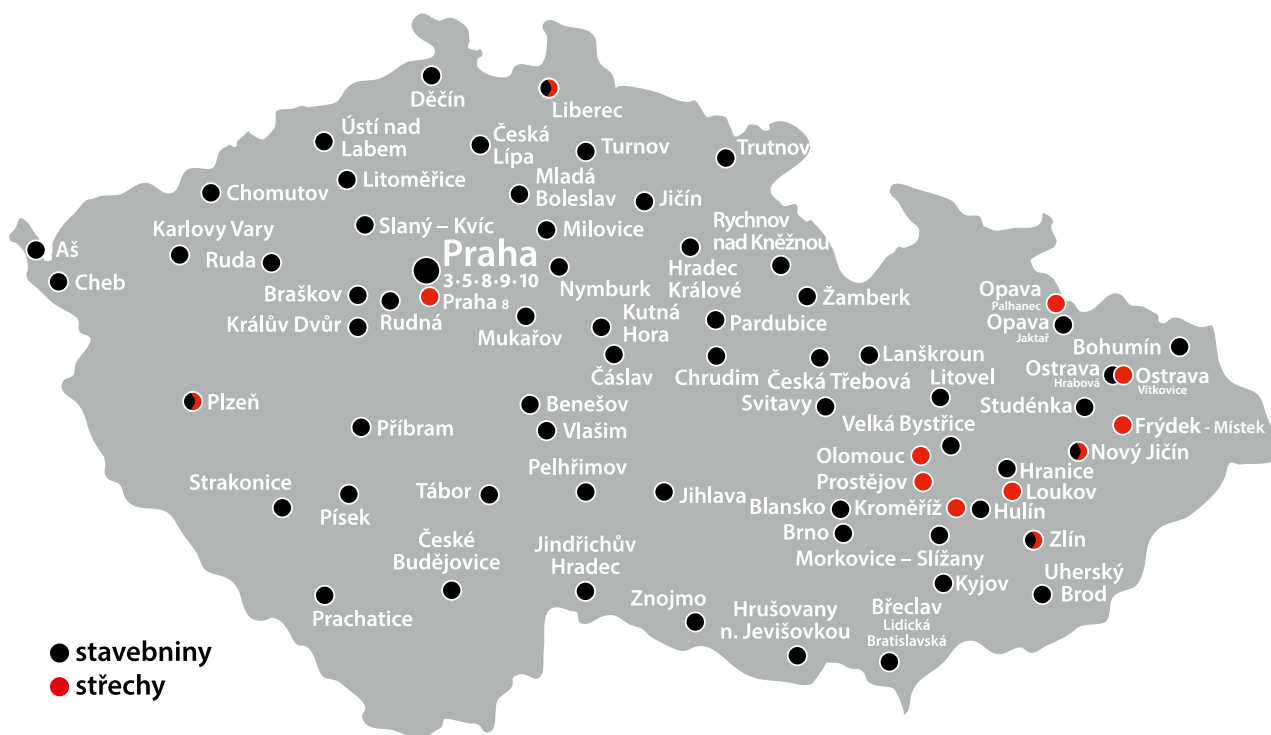 Děčín
Liberec
Ústí nad
Labem
Česká
Lípa
Turnov
Trutnov
Chomutov
Litoměřice
Mladá
Boleslav
Jičín
Karlovy Vary
Slaný – Kvíc
Milovice
Rychnov
nad Kněžnou
Aš
Ruda
Praha
3·5·8·9·10
Praha 8
Cheb
Braškov
Rudná
Nymburk
Hradec
Králové
Žamberk
Opava
Palhanec
Opava
Jaktař
Králův Dvůr
Mukařov
Kutná
Hora
Pardubice
Bohumín
Čáslav
Chrudim
Česká Třebová
Lanškroun
Litovel
Ostrava
Hrabová
Ostrava
Vítkovice
Plzeň
Benešov
Svitavy
Studénka
Příbram
Vlašim
Velká Bystřice
Frýdek - Místek
Olomouc
Nový Jičín
Pelhřimov
Prostějov
Hranice
Strakonice
Písek
Tábor
Jihlava
Blansko
Kroměříž
Loukov
Hulín
Brno
Zlín
České
Budějovice
Jindřichův
Hradec
Morkovice – Slížany
Kyjov
Uherský
Brod
Prachatice
Znojmo
Hrušovany
n. Jevišovkou
Břeclav
Lidická
Bratislavská
stavebniny
střechy